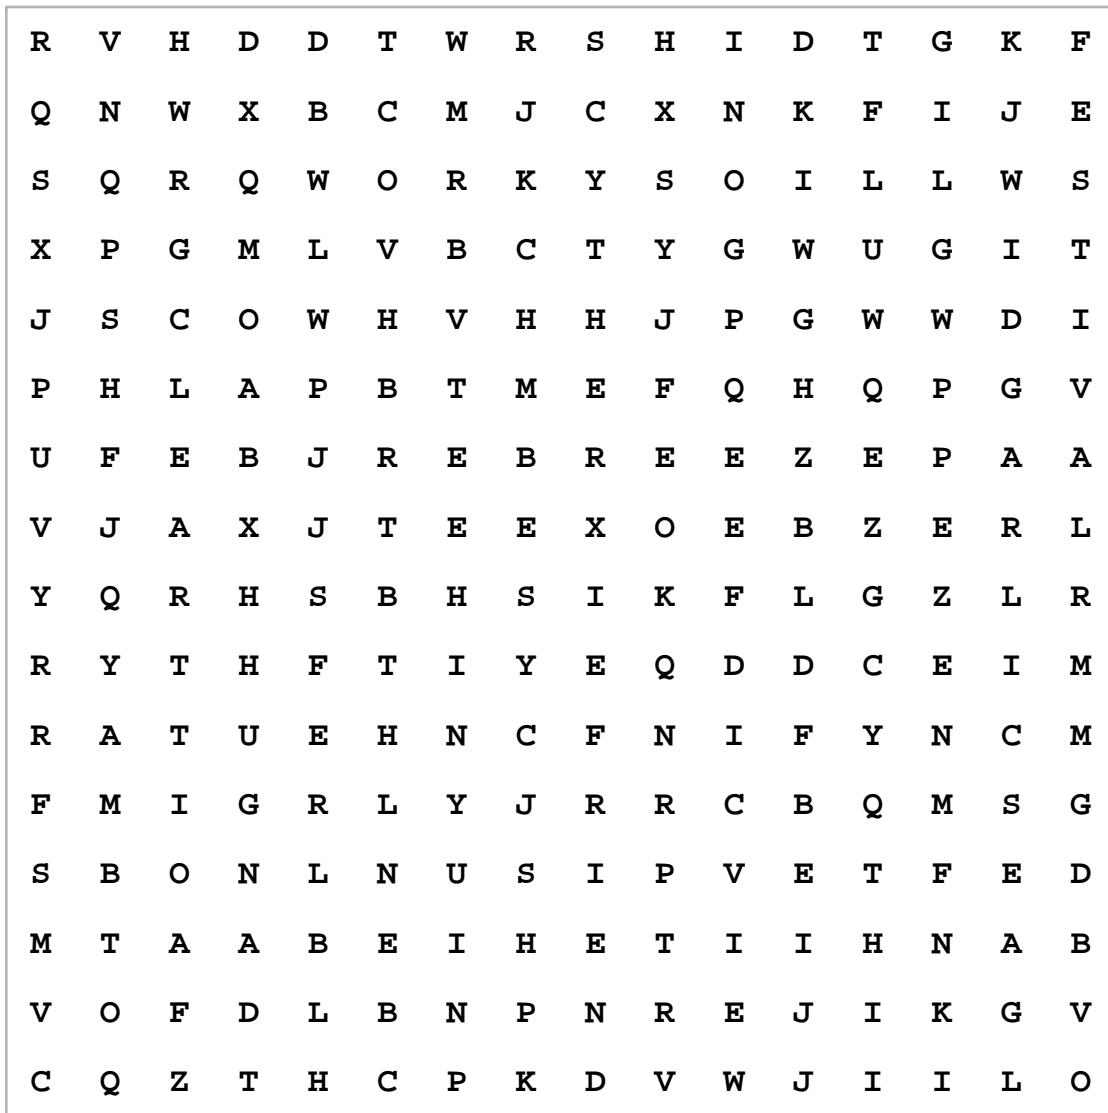 R V H D D T W R S H I D T G K F
Q N W X B C M J C X N K F I J E
S Q R Q W O R K Y S O I L L W S
X P G M L V B C T Y G W U G I T
J S C O W H V H H J P G W W D I
P H L A P B T M E F Q H Q P G V
U F E B J R E B R E E Z E P A A
V J A X J T E E X O E B Z E R L
Y Q R H S B H S I K F L G Z L R
R Y T H F T I Y E Q D D C E I M
R A T U E H N C F N I F Y N C M
F M I G R L Y J R R C B Q M S G
S B O N L N U S I P V E T F E D
M T A A B E I H E T I I H N A B
V O F D L B N P N R E J I K G V
C Q Z T H C P K D V W J I I L O